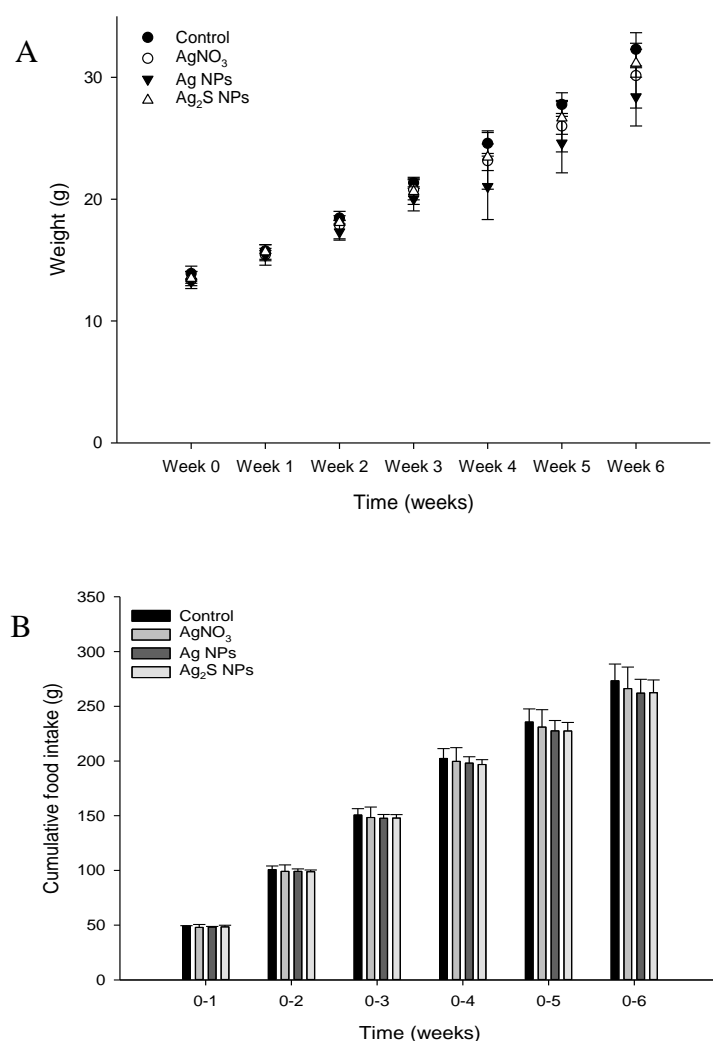 A
Control
AgNO₃
Ag NPs
Ag₂S NPs
Weight (g)
30
20
10
0
Week 0 Week 1 Week 2 Week 3 Week 4 Week 5 Week 6
Time (weeks)
B
Control
AgNO₃
Ag NPs
Ag₂S NPs
Cumulative food intake (g)
350
300
250
200
150
100
50
0
0-1 0-2 0-3 0-4 0-5 0-6
Time (weeks)